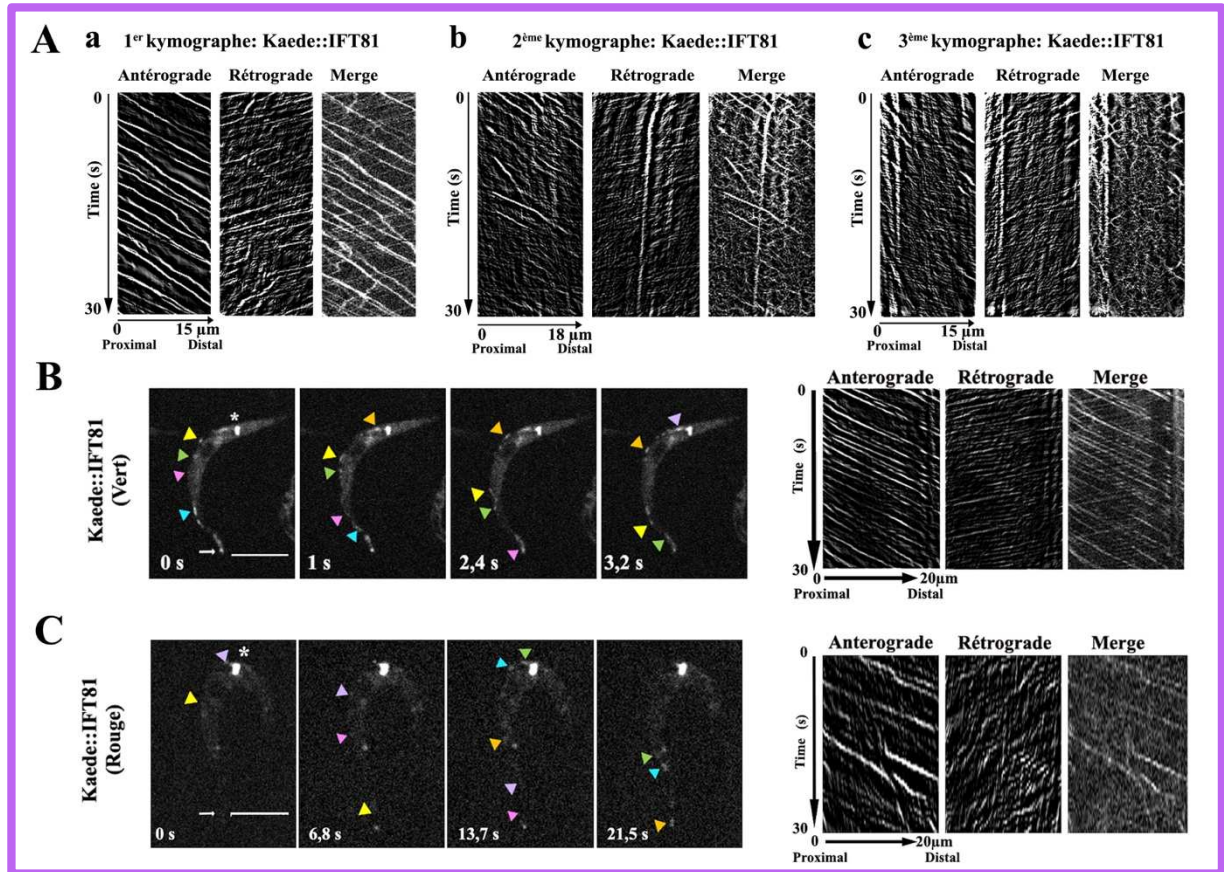 A
a 1er kymographe: Kaede::IFT81
Antérograde Rétrograde Merge
0
Time (s)
30
0 15 µm
Proximal Distal
b 2ème kymographe: Kaede::IFT81
Antérograde Rétrograde Merge
0
Time (s)
30
0 18 µm
Proximal Distal
c 3ème kymographe: Kaede::IFT81
Antérograde Rétrograde Merge
0
Time (s)
30
0 15 µm
Proximal Distal
B
Kaede::IFT81
(Vert)
*
0 s 1 s 2,4 s 3,2 s
Anterograde Rétrograde Merge
0
Time (s)
30
0 20µm
Proximal Distal
C
Kaede::IFT81
(Rouge)
*
0 s 6,8 s 13,7 s 21,5 s
Anterograde Rétrograde Merge
0
Time (s)
30
0 20µm
Proximal Distal